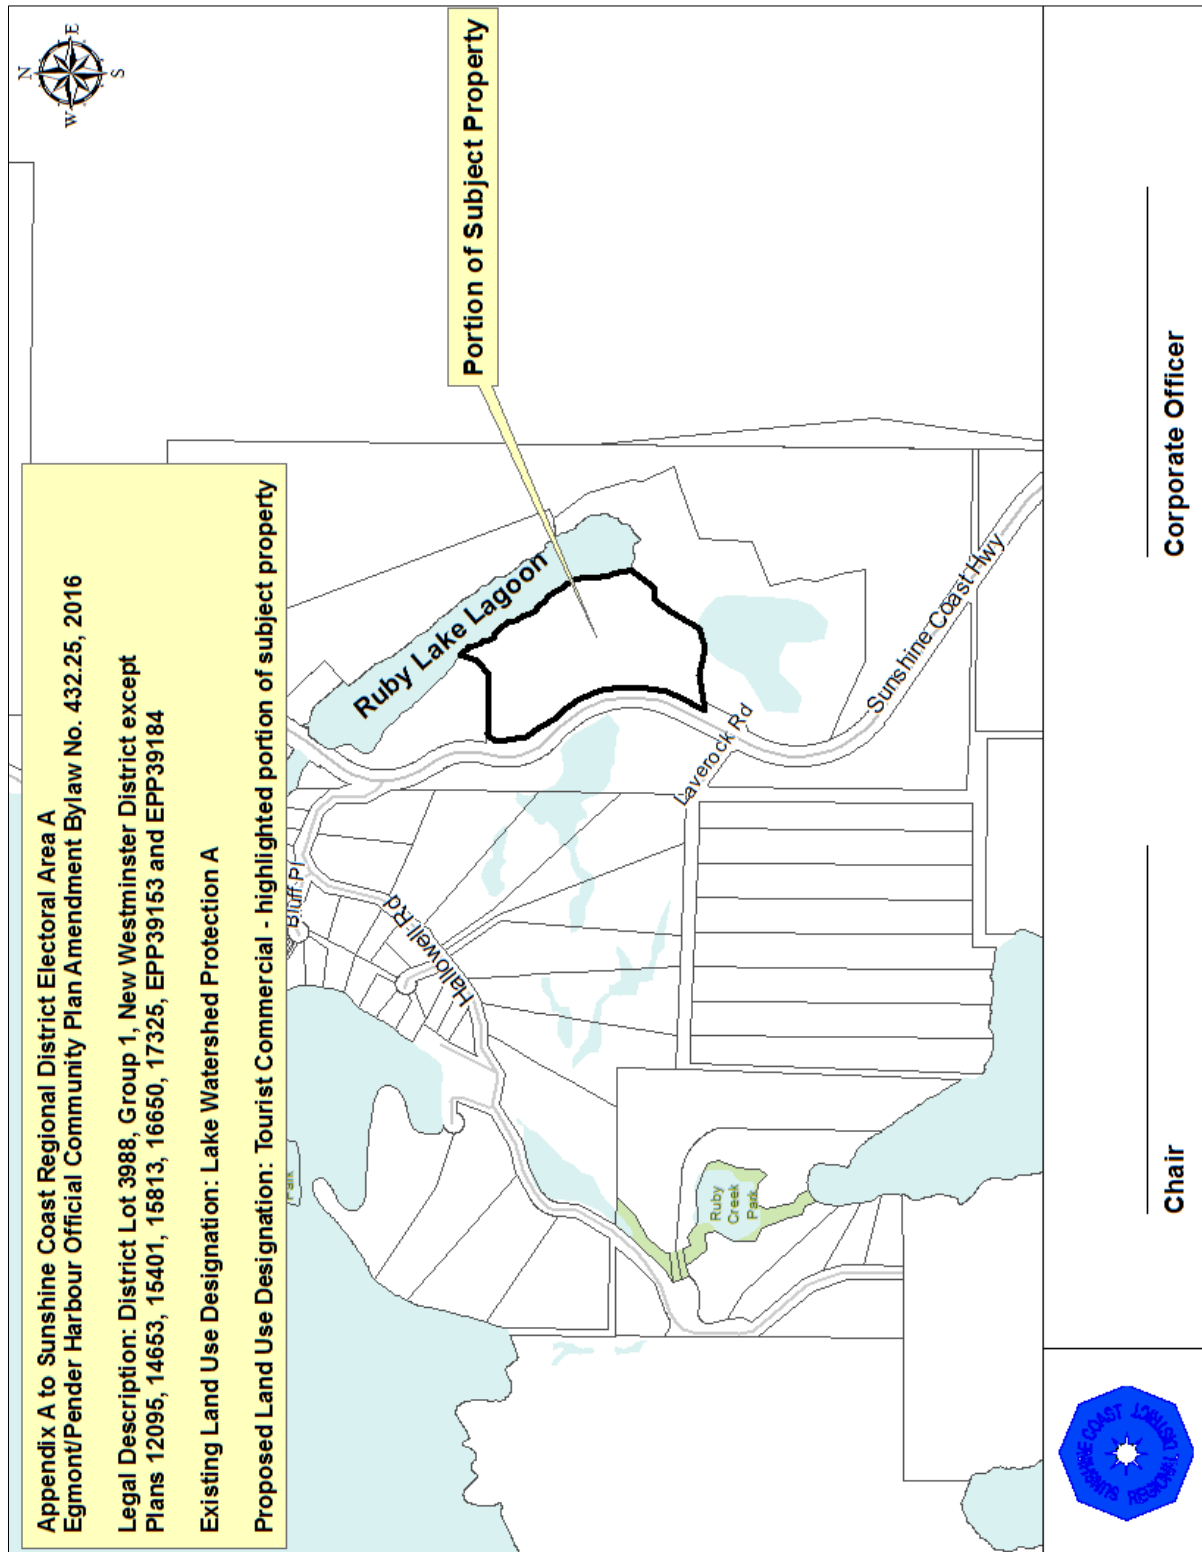 Appendix A to Sunshine Coast Regional District Electoral Area A
Egmont/Pender Harbour Official Community Plan Amendment Bylaw No. 432.25, 2016
Legal Description: District Lot 3988, Group 1, New Westminster District except
Plans 12095, 14653, 15401, 15813, 16650, 17325, EPP39153 and EPP39184
Existing Land Use Designation: Lake Watershed Protection A
Proposed Land Use Designation: Tourist Commercial - highlighted portion of subject property
N
E
S
W
Park
Bluff Pl
Hallowell Rd
Ruby Lake Lagoon
Portion of Subject Property
Laverock Rd
Sunshine Coast Hwy
Ruby
Creek
Park
SUNSHINE COAST
REGIONAL DISTRICT
Chair
Corporate Officer